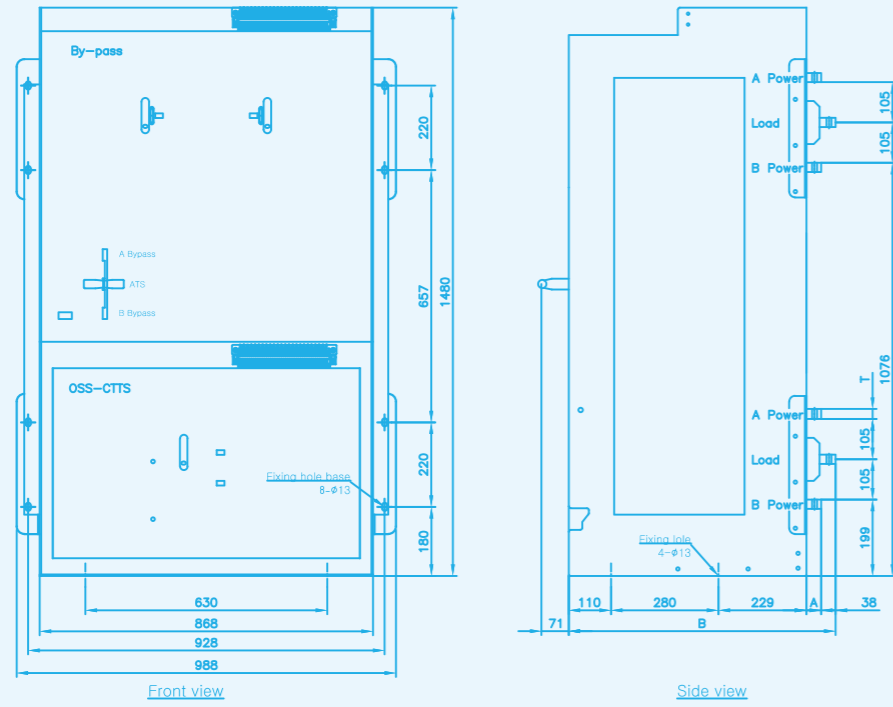 By-pass
A Bypass
ATS
B Bypass
OSS-CTTS
Fixing hole base
8-φ13
220
657
1480
220
180
630
868
928
988
Front view
A Power
Load
B Power
105
105
1076
T
A Power
105
Load
105
B Power
199
Fixing lole
4-φ13
110
280
229
A
38
71
B
Side view